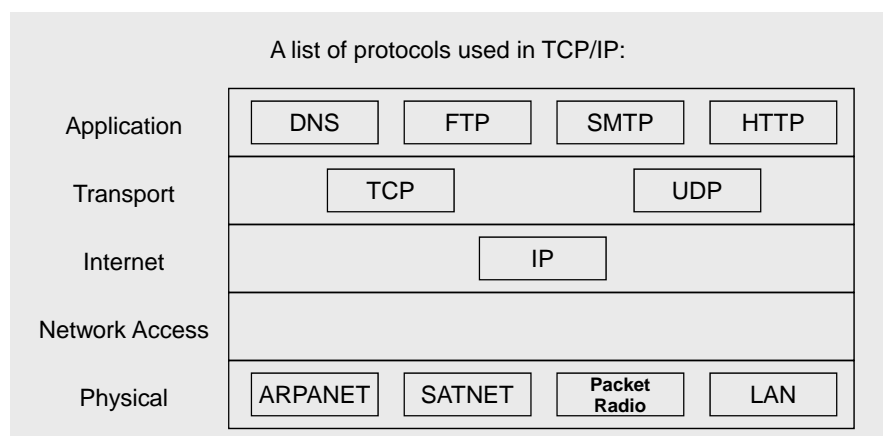 A list of protocols used in TCP/IP:
Application
DNS FTP SMTP HTTP
Transport
TCP UDP
Internet
IP
Network Access
Physical
ARPANET SATNET Packet Radio LAN